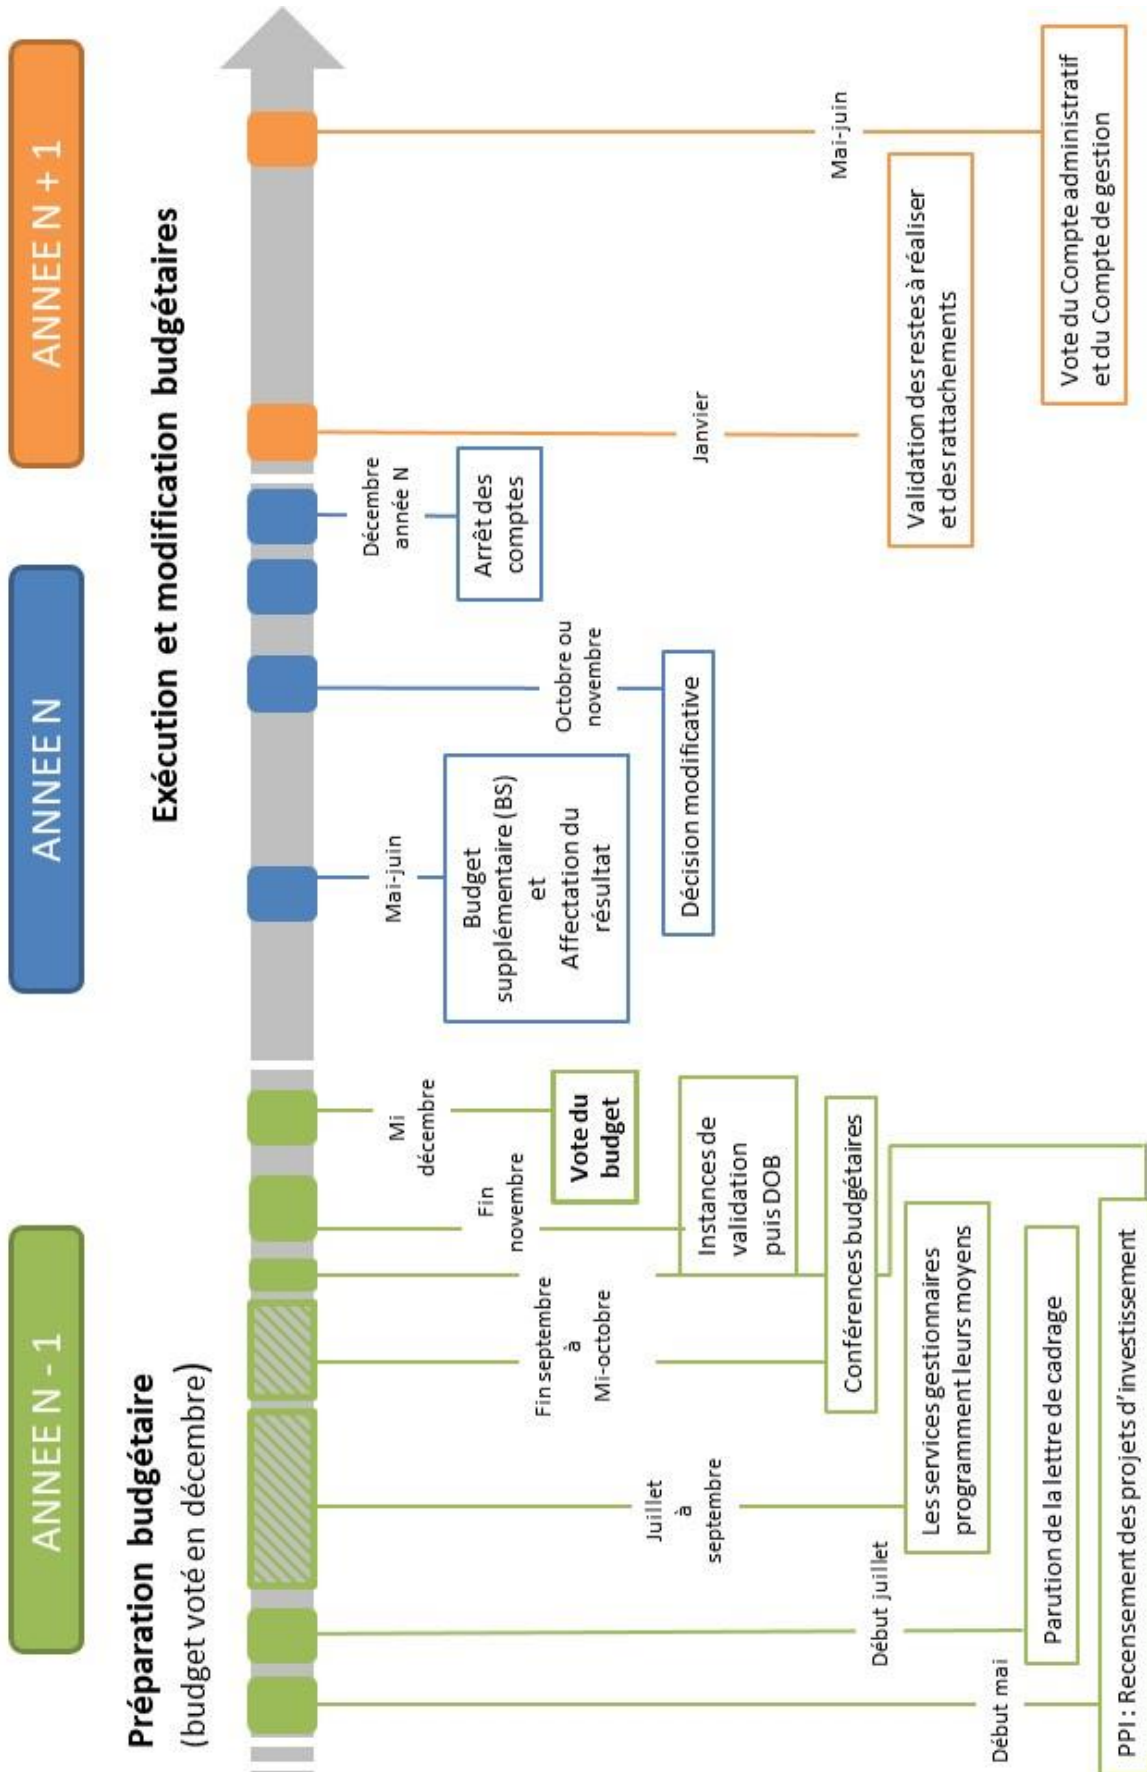 ANNEE N - 1
ANNEE N
ANNEE N + 1
Préparation budgétaire
(budget voté en décembre)
Exécution et modification budgétaires
Début mai
PPI : Recensement des projets d'investissement
Début juillet
Parution de la lettre de cadrage
Juillet
à
septembre
Les services gestionnaires
programment leurs moyens
Fin septembre
à
Mi-octobre
Conférences budgétaires
Fin
novembre
Instances de
validation
puis DOB
Mi
décembre
Vote du
budget
Mai-juin
Budget
supplémentaire (BS)
et
Affectation du
résultat
Octobre ou
novembre
Décision modificative
Décembre
année N
Arrêt des
comptes
Janvier
Validation des restes à réaliser
et des rattachements
Mai-juin
Vote du Compte administratif
et du Compte de gestion